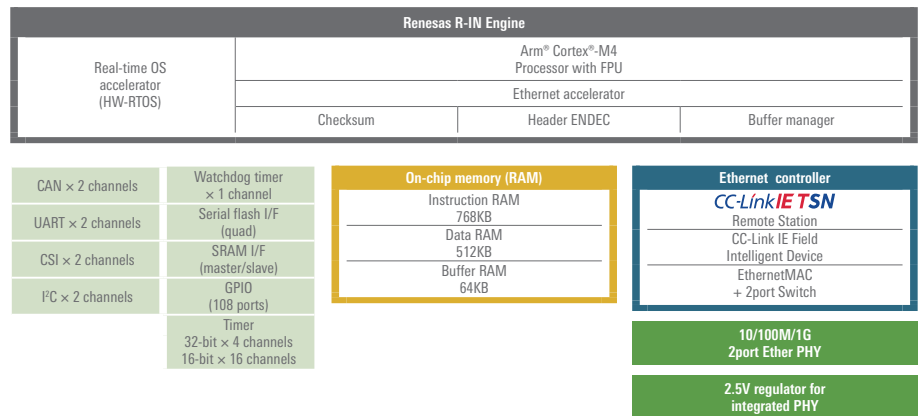 Renesas R-IN Engine
Real-time OS
accelerator
(HW-RTOS)
Arm® Cortex®-M4
Processor with FPU
Ethernet accelerator
Checksum
Header ENDEC
Buffer manager
CAN × 2 channels
UART × 2 channels
CSI × 2 channels
I²C × 2 channels
Watchdog timer
× 1 channel
Serial flash I/F
(quad)
SRAM I/F
(master/slave)
GPIO
(108 ports)
Timer
32-bit × 4 channels
16-bit × 16 channels
On-chip memory (RAM)
Instruction RAM
768KB
Data RAM
512KB
Buffer RAM
64KB
Ethernet controller
CC-Link IE TSN
Remote Station
CC-Link IE Field
Intelligent Device
EthernetMAC
+ 2port Switch
10/100M/1G
2port Ether PHY
2.5V regulator for
integrated PHY